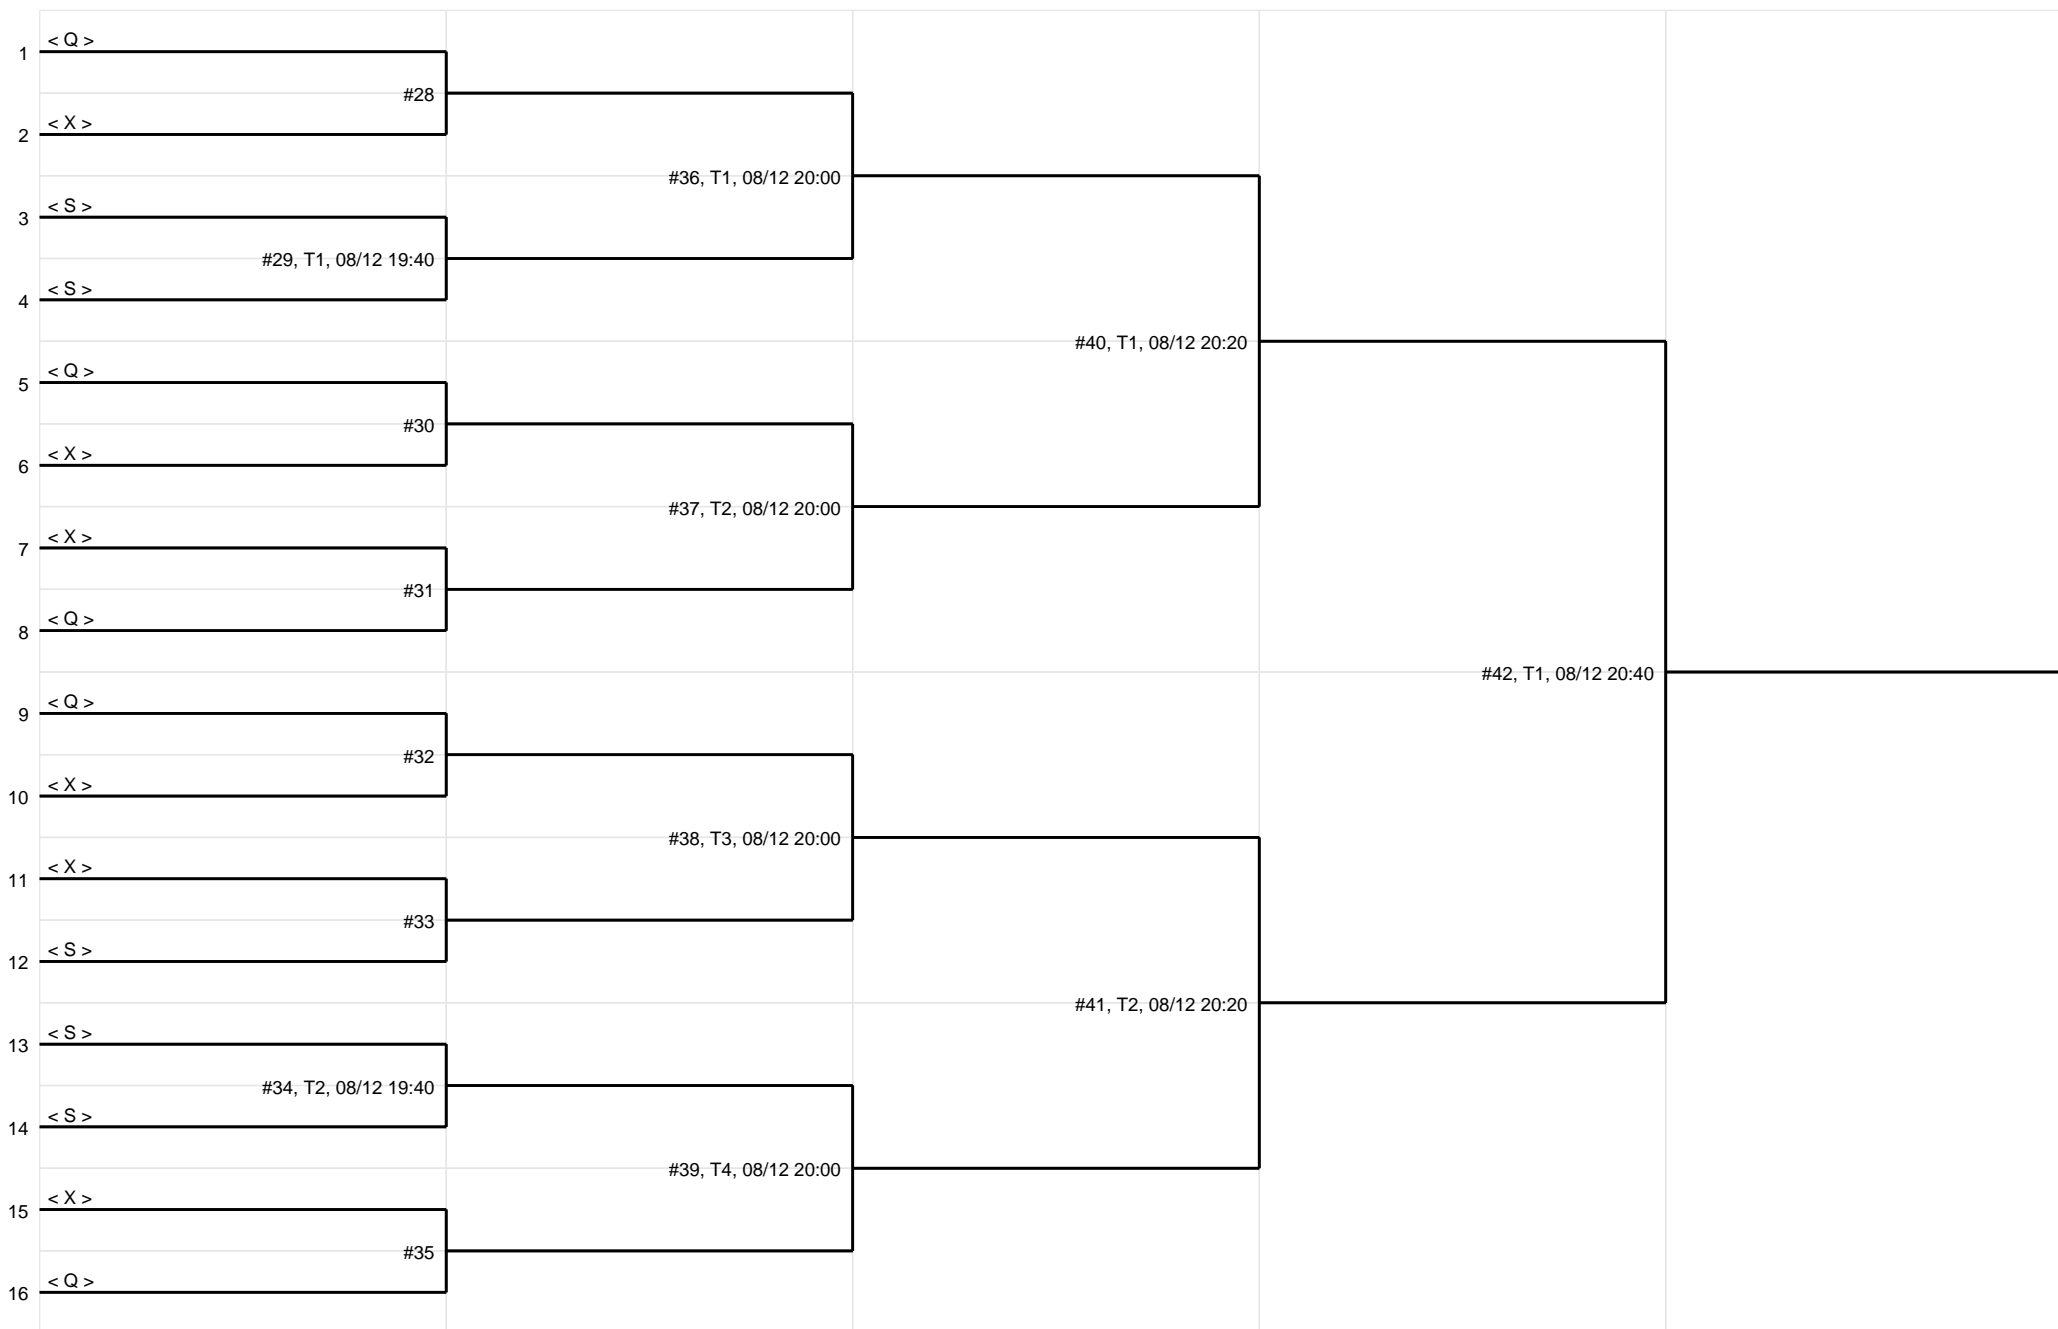 < Q >
1
#28
< X >
2
#36, T1, 08/12 20:00
< S >
3
#29, T1, 08/12 19:40
< S >
4
#40, T1, 08/12 20:20
< Q >
5
#30
< X >
6
#37, T2, 08/12 20:00
< X >
7
#31
< Q >
8
#42, T1, 08/12 20:40
< Q >
9
#32
< X >
10
#38, T3, 08/12 20:00
< X >
11
#33
< S >
12
#41, T2, 08/12 20:20
< S >
13
#34, T2, 08/12 19:40
< S >
14
#39, T4, 08/12 20:00
< X >
15
#35
< Q >
16